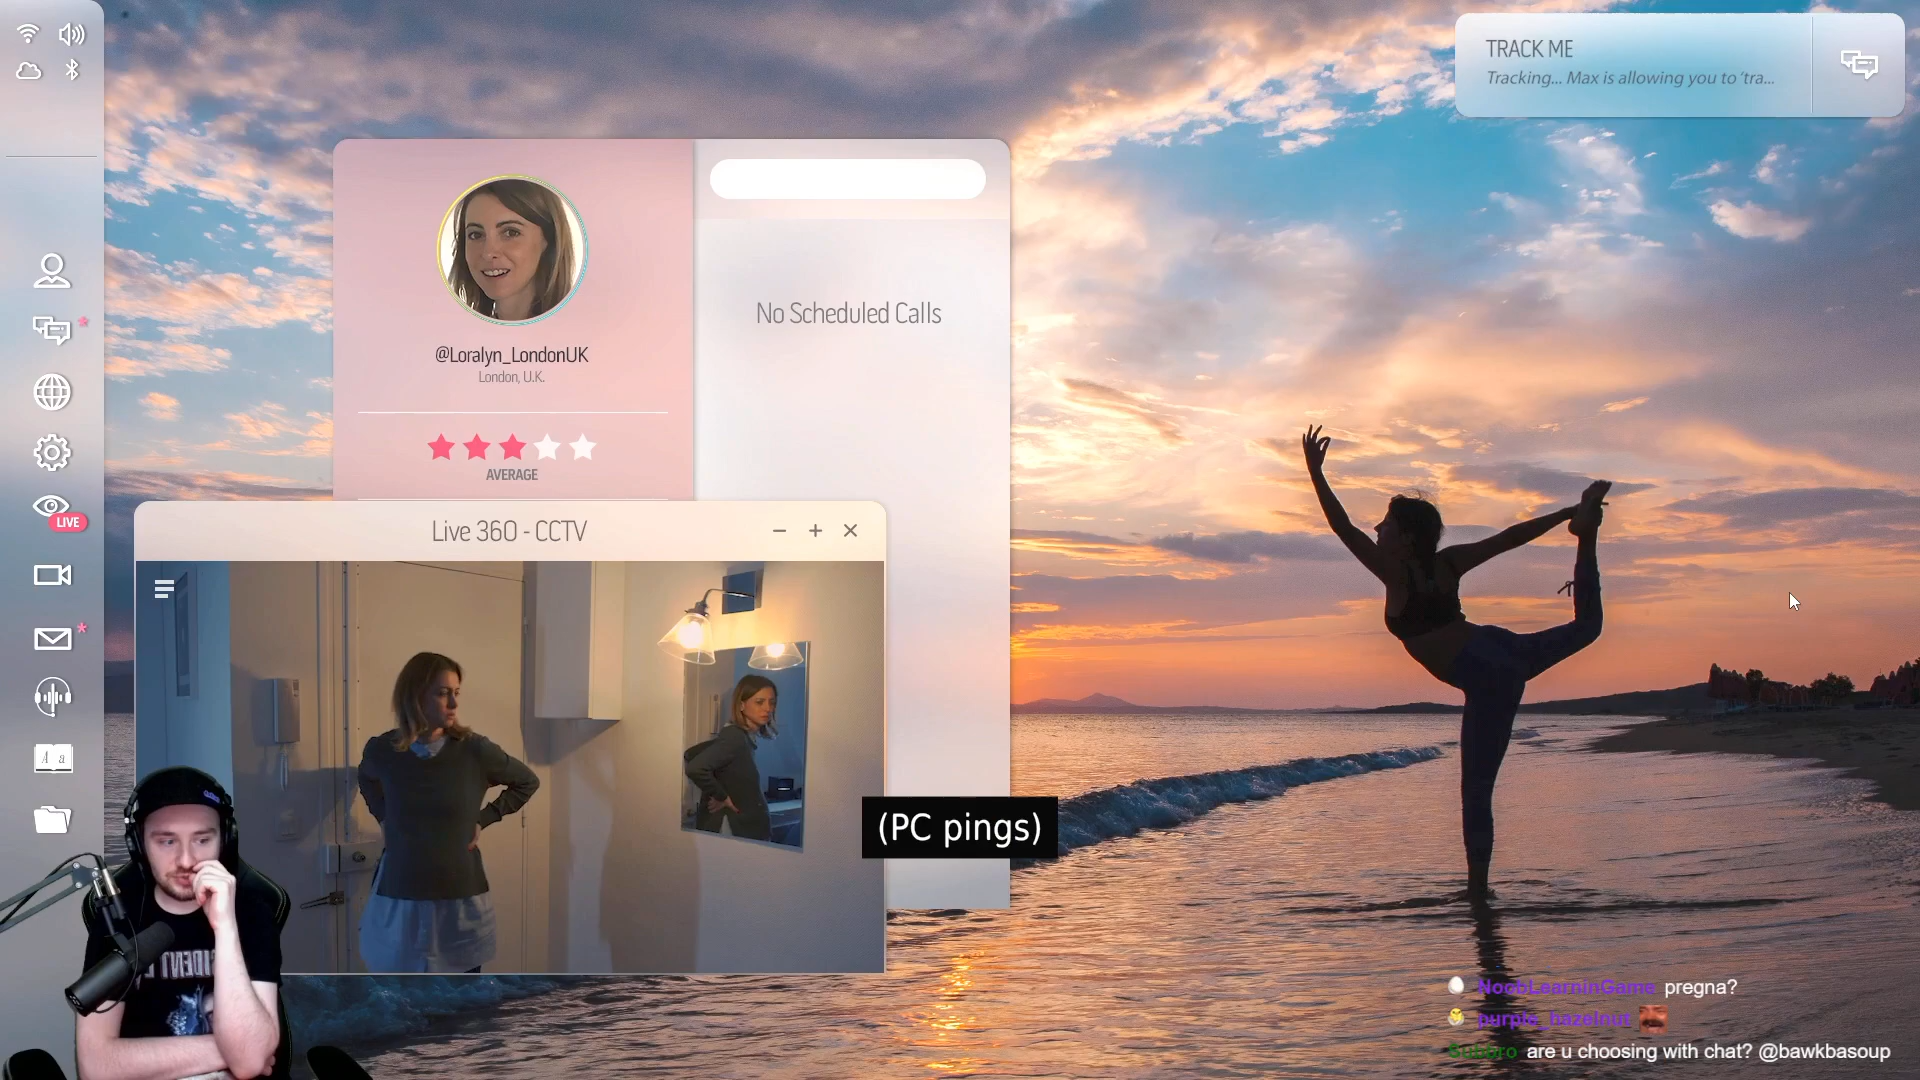 TRACK ME
Tracking... Max is allowing you to 'tra...
@Loralyn_LondonUK
London, U.K.
AVERAGE
No Scheduled Calls
LIVE
Live 360 - CCTV
A a
(PC pings)
NoobLearninGame pregna?
purple_hazelnut
Subbro are u choosing with chat? @bawkbasoup